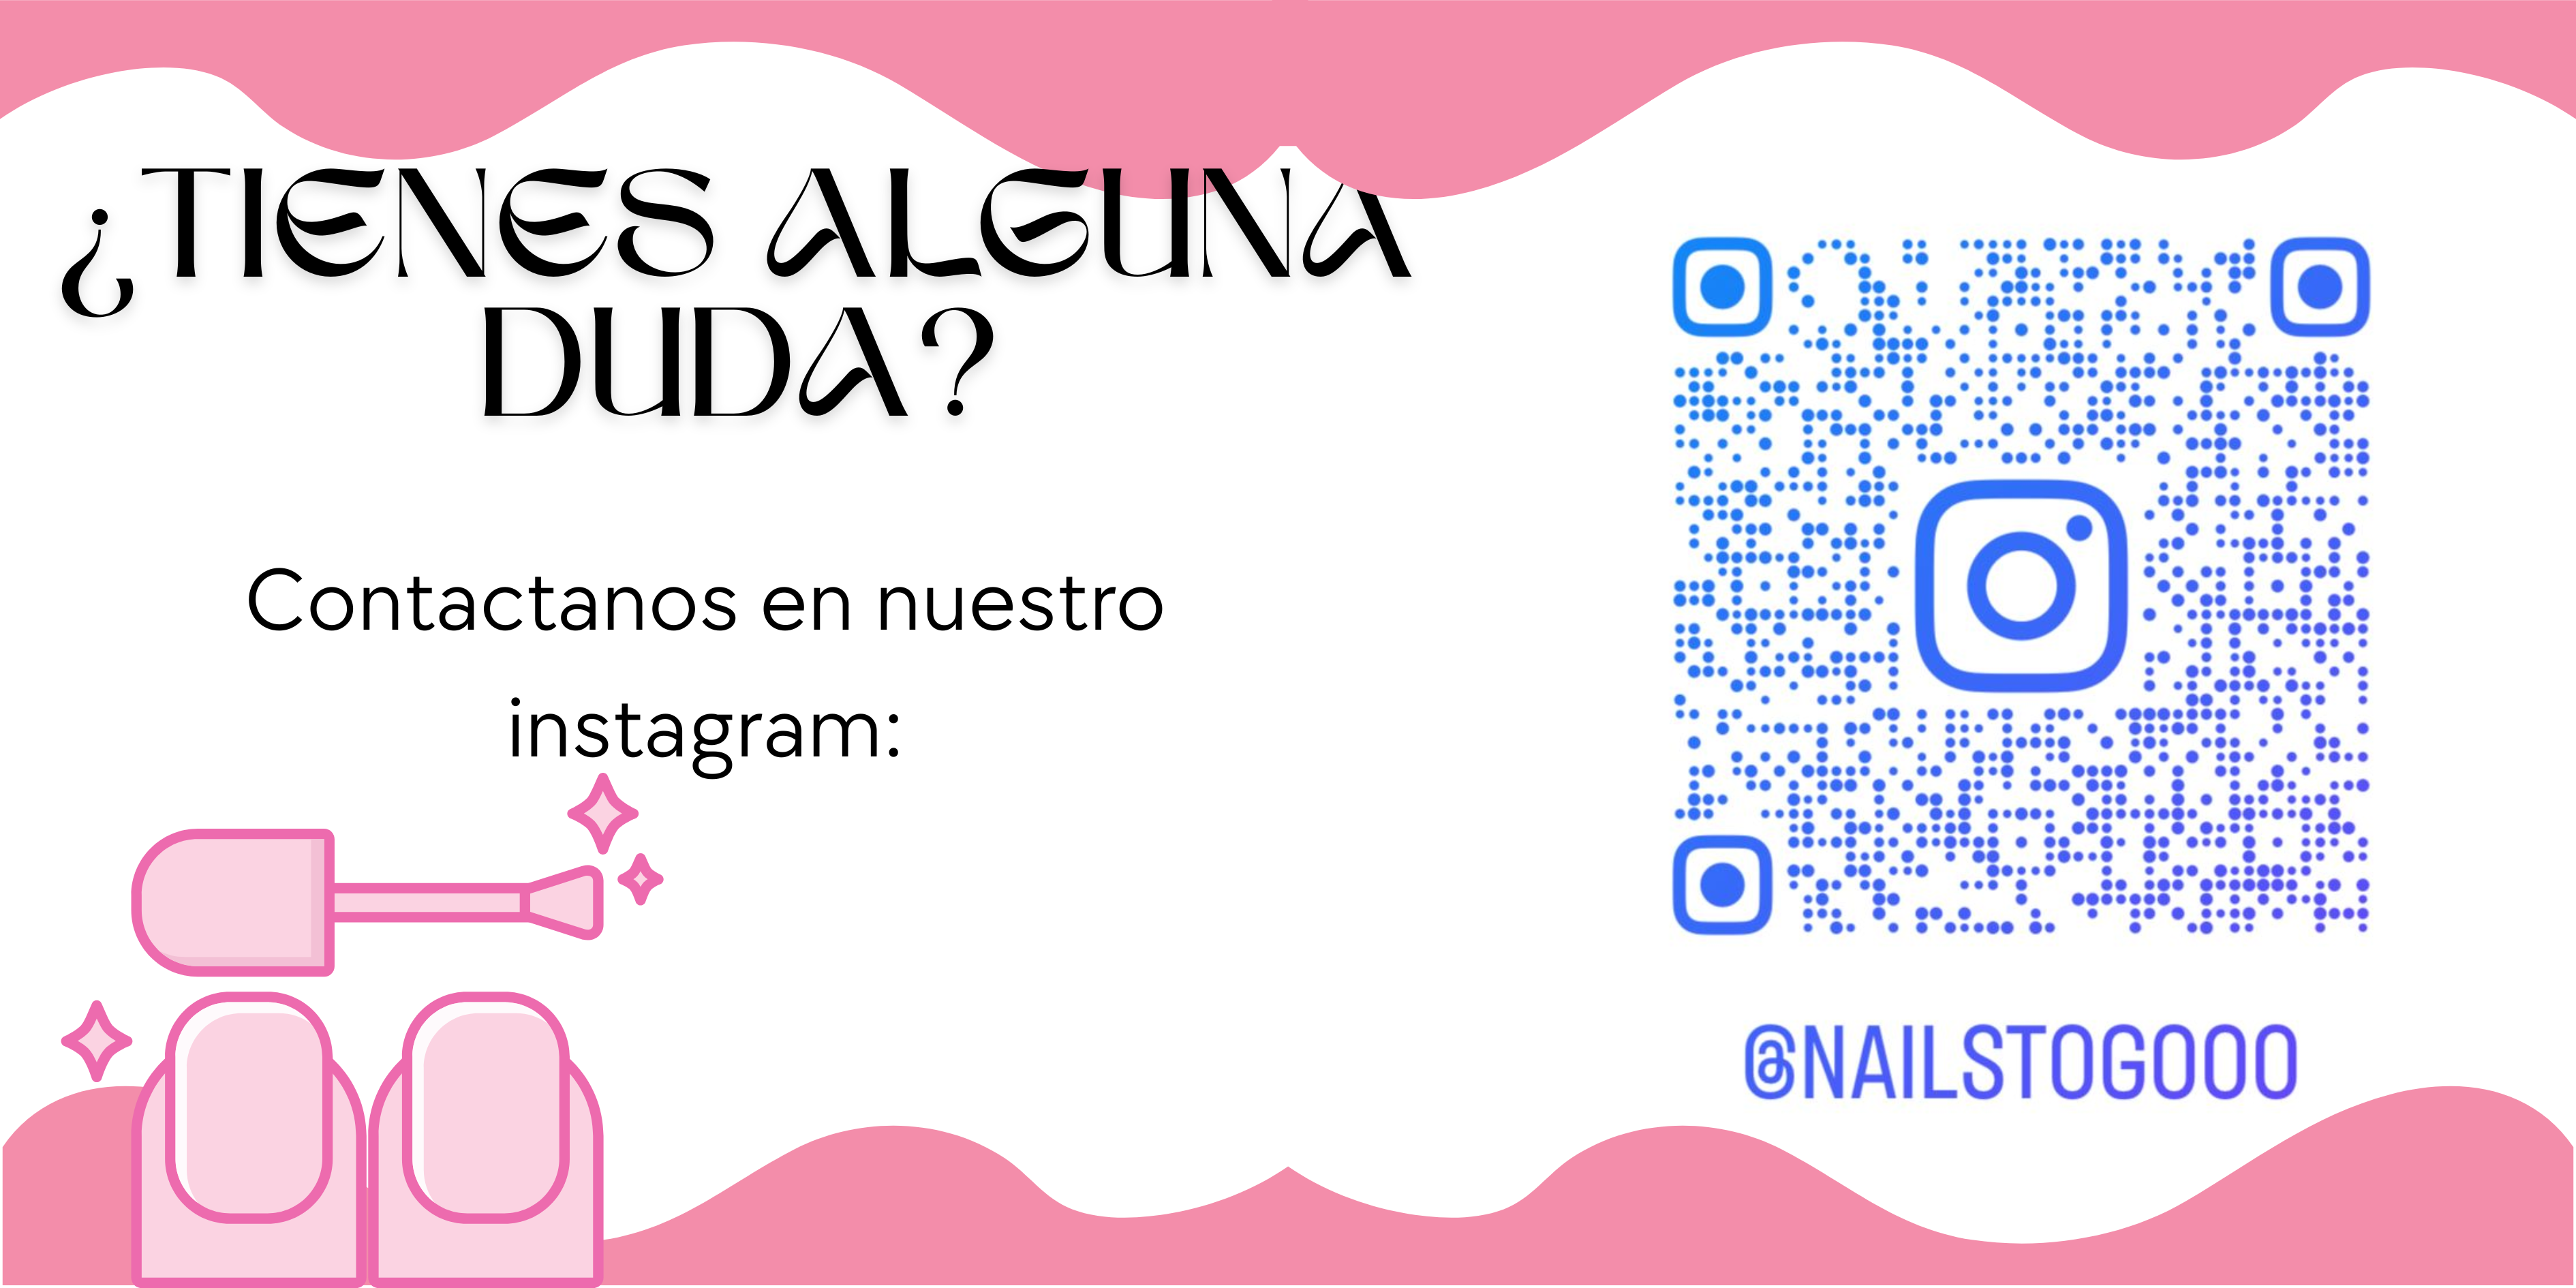 ¿TIENES ALGUNA
DUDA?
Contactanos en nuestro
instagram:
@NAILSTOGOOO